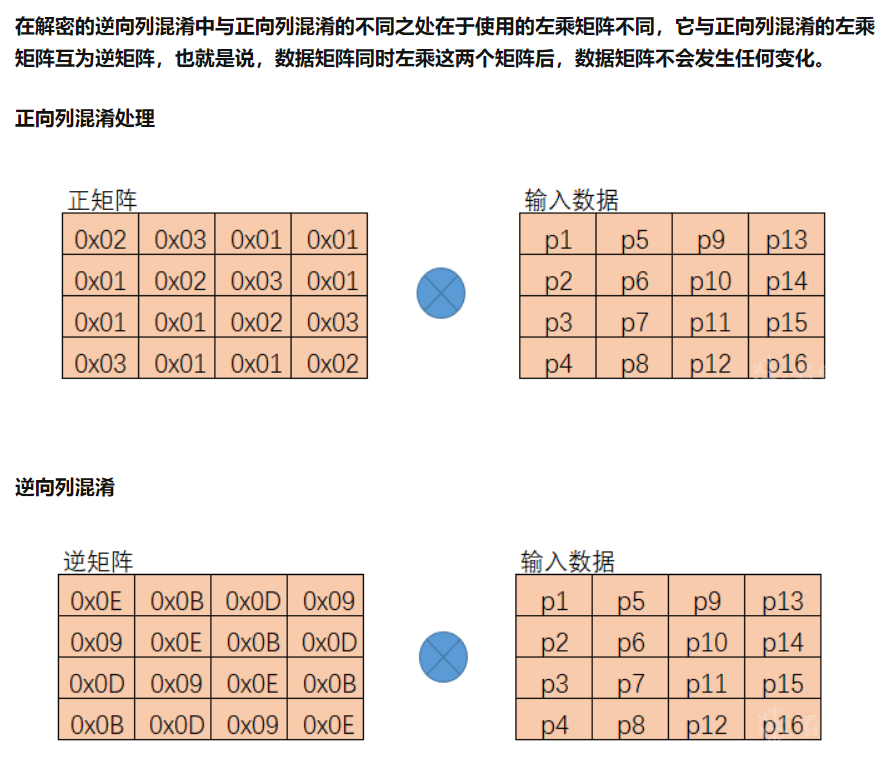 在解密的逆向列混淆中与正向列混淆的不同之处在于使用的左乘矩阵不同，它与正向列混淆的左乘
矩阵互为逆矩阵，也就是说，数据矩阵同时左乘这两个矩阵后，数据矩阵不会发生任何变化。
正向列混淆处理
正矩阵 输入数据
0x02 0x03 0x01 0x01 p1 p5 p9 p13
0x01 0x02 0x03 0x01 p2 p6 p10 p14
0x01 0x01 0x02 0x03 p3 p7 p11 p15
0x03 0x01 0x01 0x02 p4 p8 p12 p16
逆向列混淆
逆矩阵 输入数据
0x0E 0x0B 0x0D 0x09 p1 p5 p9 p13
0x09 0x0E 0x0B 0x0D p2 p6 p10 p14
0x0D 0x09 0x0E 0x0B p3 p7 p11 p15
0x0B 0x0D 0x09 0x0E p4 p8 p12 p16